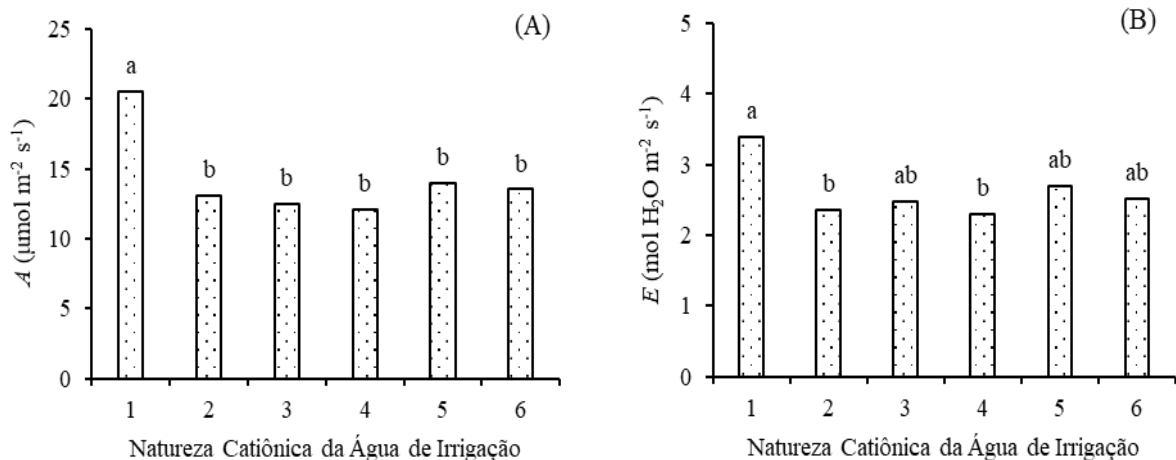 (A)
A (μmol m-2 s-1)
25
20
15
10
5
0
a
b
b
b
b
b
1 2 3 4 5 6
Natureza Catiônica da Água de Irrigação
(B)
E (mol H2O m-2 s-1)
5
4
3
2
1
0
a
b
ab
b
ab
ab
1 2 3 4 5 6
Natureza Catiônica da Água de Irrigação